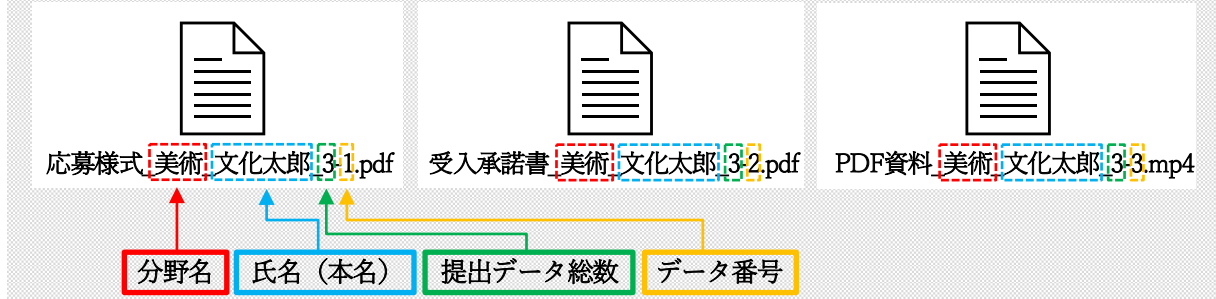 応募様式_美術_文化太郎_3-1.pdf
受入承諾書_美術_文化太郎_3-2.pdf
PDF資料_美術_文化太郎_3-3.mp4
分野名
氏名（本名）
提出データ総数
データ番号